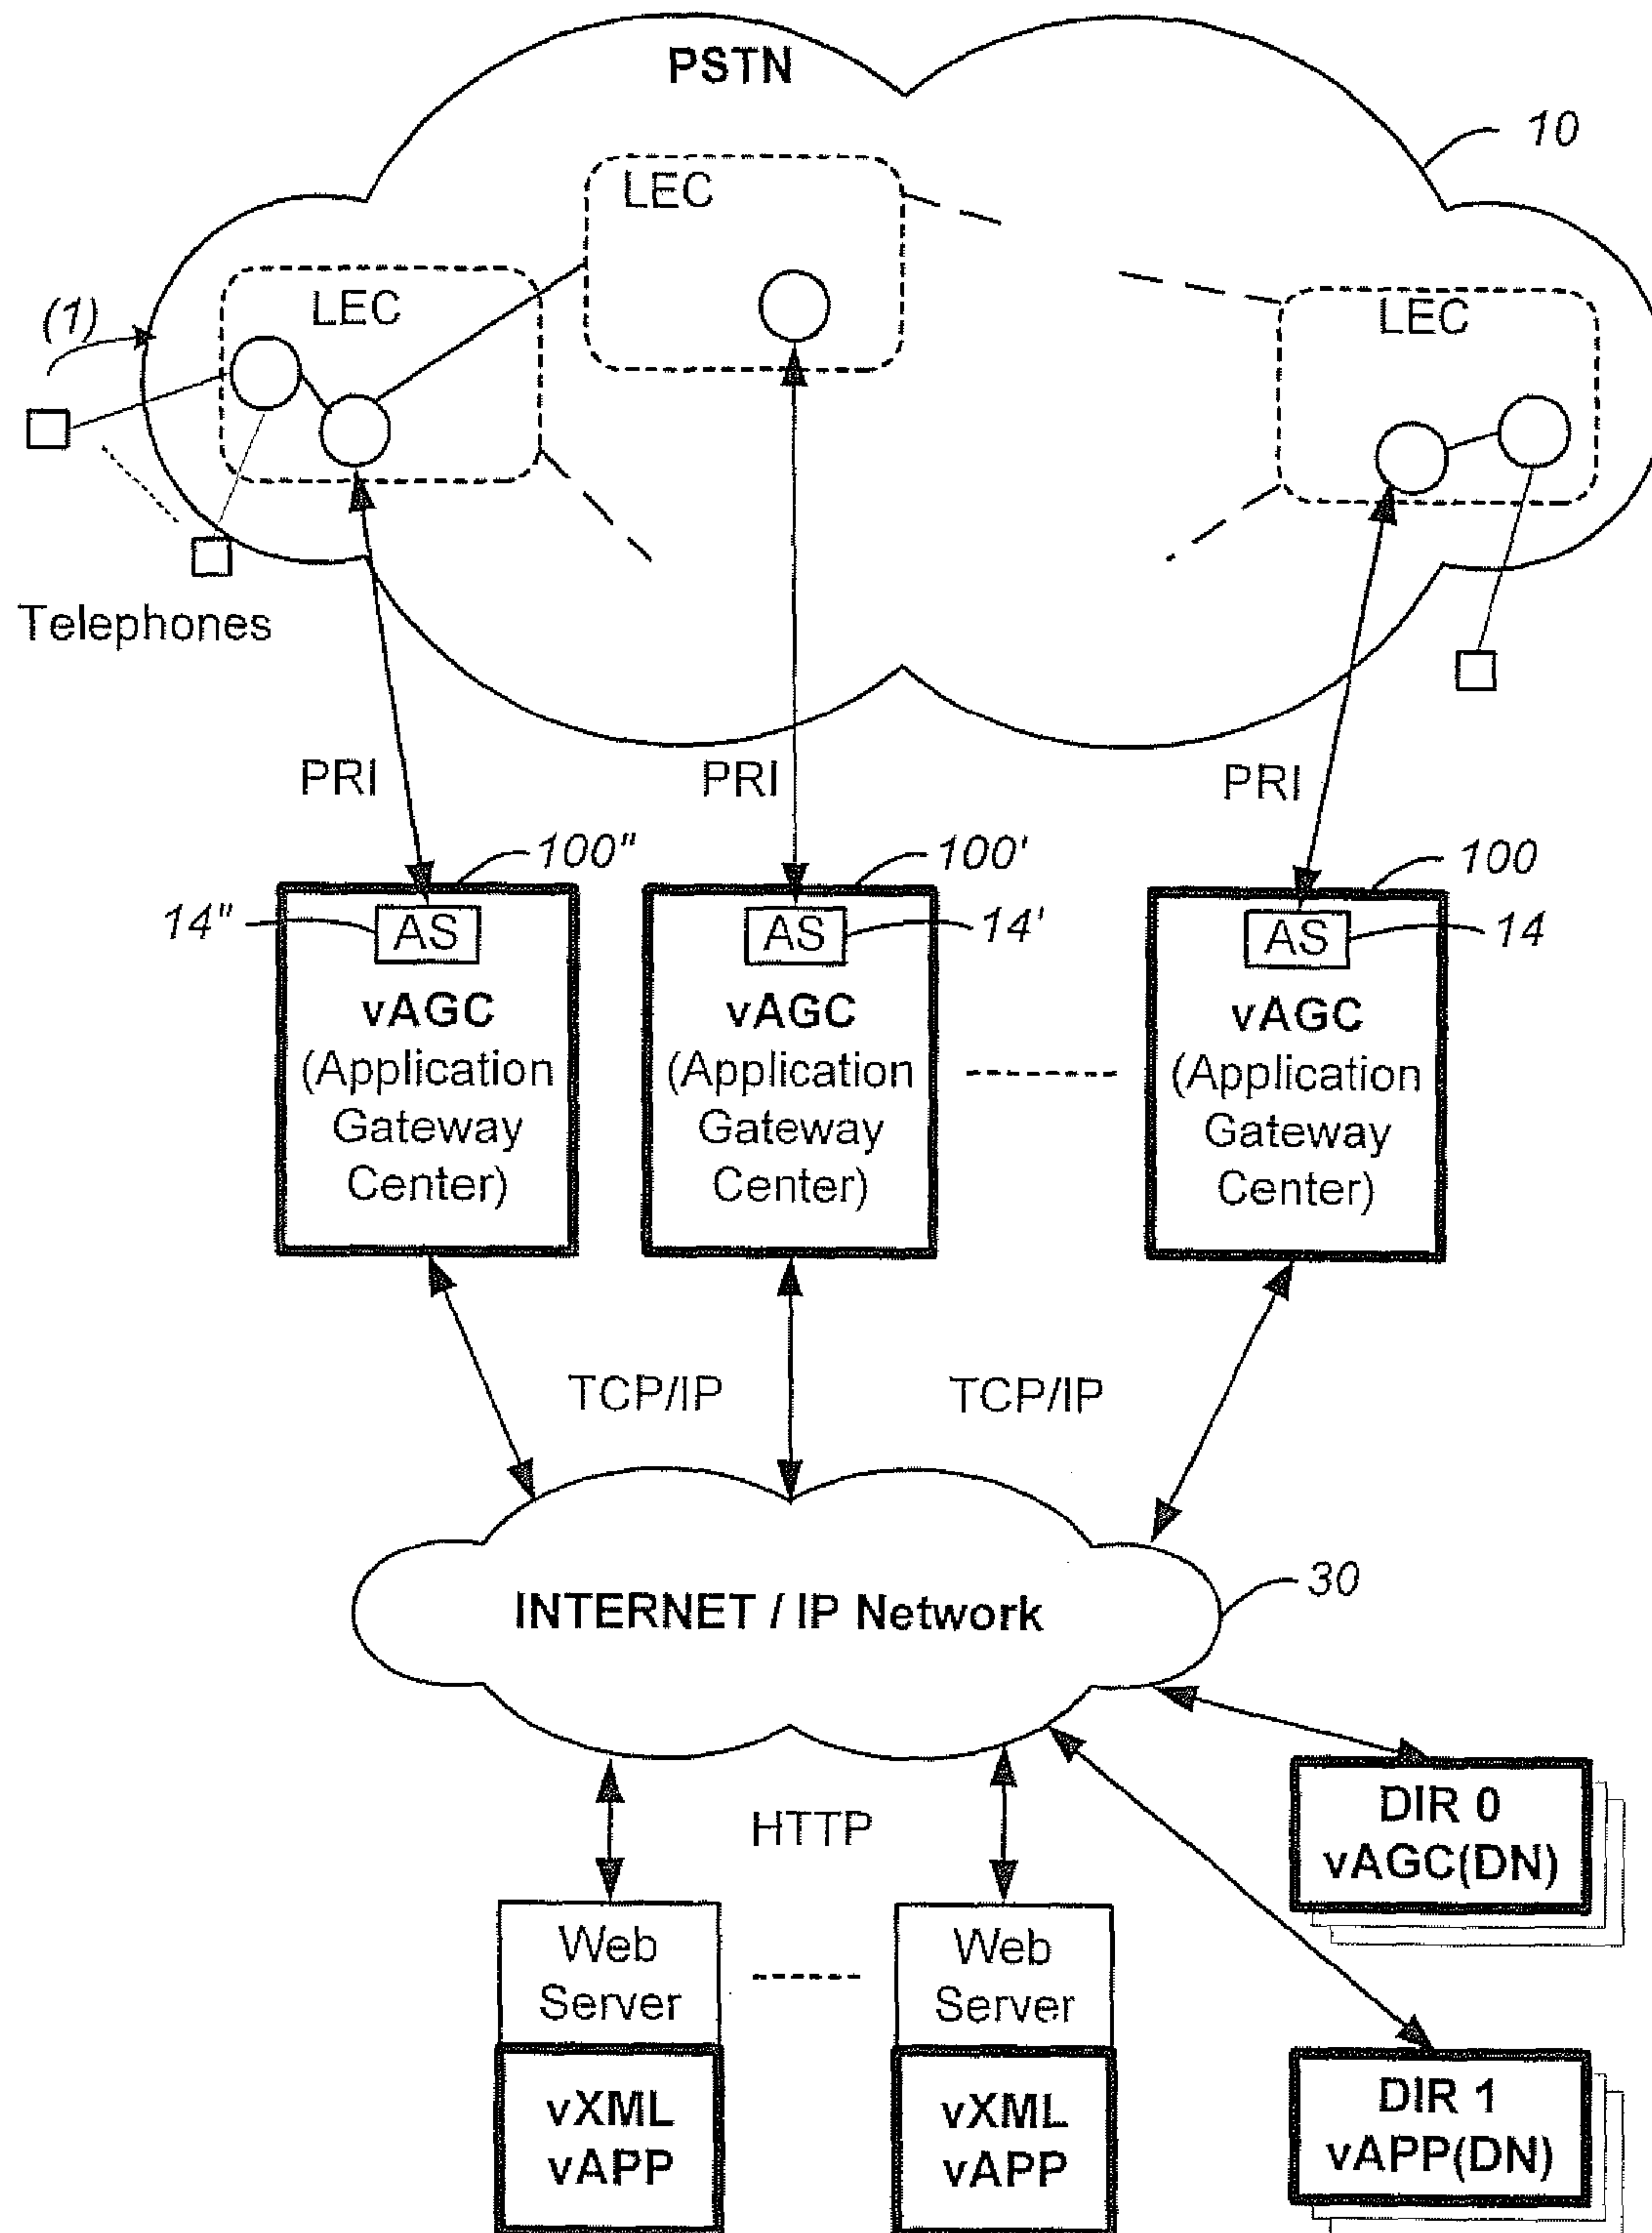 PSTN
10
LEC
LEC
LEC
(1)
Telephones
PRI
PRI
PRI
100"
100'
100
14"
AS
AS
14'
AS
14
vAGC
(Application
Gateway
Center)
vAGC
(Application
Gateway
Center)
vAGC
(Application
Gateway
Center)
TCP/IP
TCP/IP
INTERNET / IP Network
30
HTTP
DIR 0
vAGC(DN)
Web
Server
Web
Server
vXML
vAPP
vXML
vAPP
DIR 1
vAPP(DN)